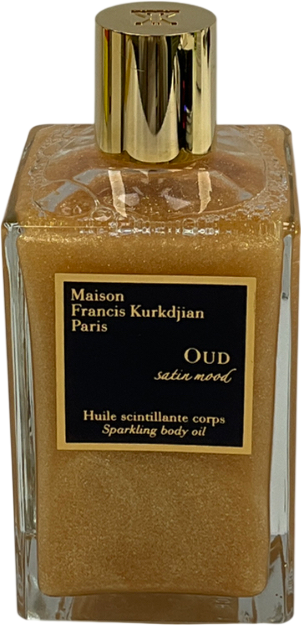 Maison
Francis Kurkdjian
Paris
OUD
satin mood
Huile scintillante corps
Sparkling body oil